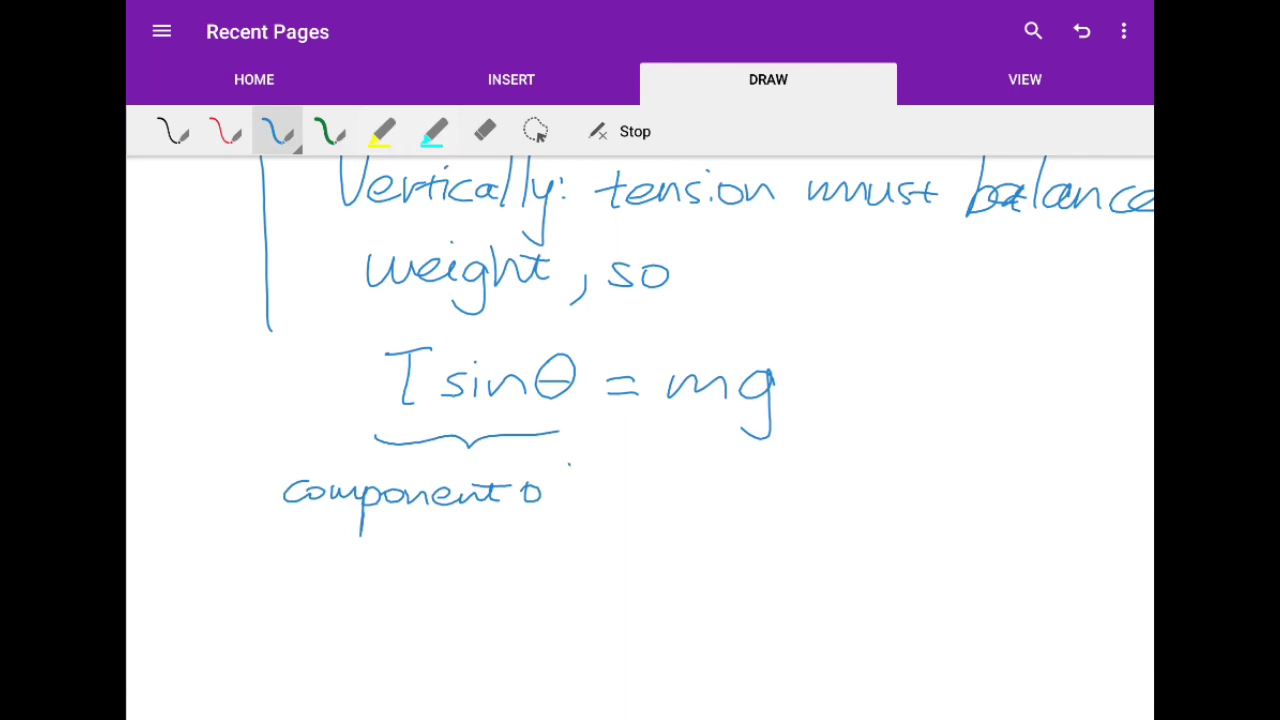 Recent Pages
HOME INSERT DRAW VIEW
Stop
Vertically: tension must balance
weight, so
T sinθ = mg
component o